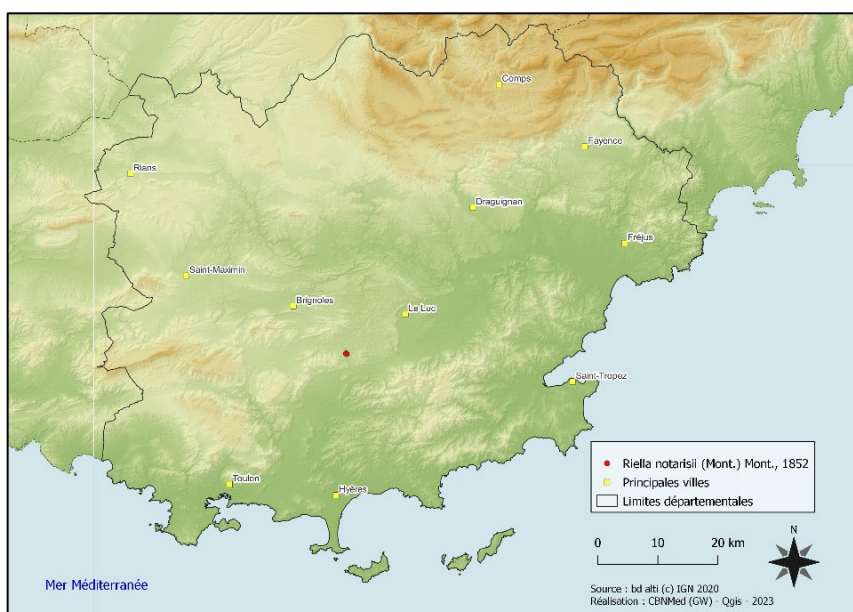 Comps
Fayence
Rians
Draguignan
Fréjus
Saint-Maximin
Brignoles
Le Luc
Saint-Tropez
Toulon
Hyères
Riella notarisii (Mont.) Mont., 1852
Principales villes
Limites départementales
N
0 10 20 km
Mer Méditerranée
Source : bd alti (c) IGN 2020
Réalisation : CBNMed (GW) - Qgis - 2023